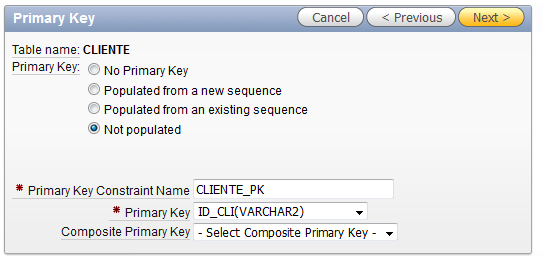 Primary Key
Cancel
< Previous
Next >
Table name: CLIENTE
Primary Key:
No Primary Key
Populated from a new sequence
Populated from an existing sequence
Not populated
* Primary Key Constraint Name CLIENTE_PK
* Primary Key ID_CLI(VARCHAR2)
Composite Primary Key - Select Composite Primary Key -